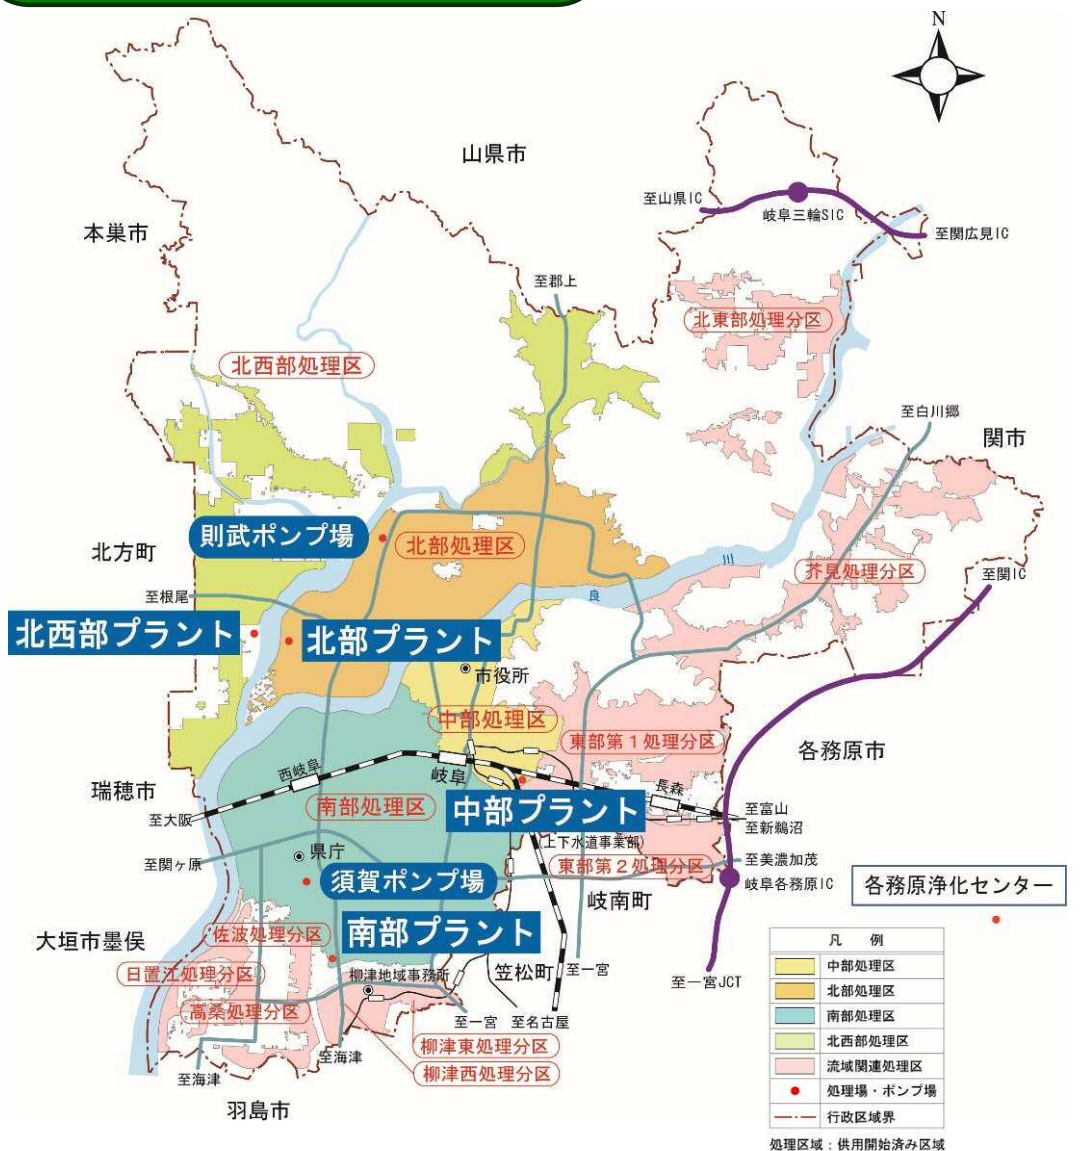 N
山県市
至山県IC
岐阜三輪SIC
至関広見IC
本巣市
至郡上
北東部処理分区
北西部処理区
至白川郷
関市
則武ポンプ場
北部処理区
北方町
川
芥見処理分区
至関IC
至根尾
良
北西部プラント
北部プラント
市役所
中部処理区
東部第1処理分区
各務原市
西岐阜
岐阜
瑞穂市
長森
南部処理区
中部プラント
至富山
至大阪
至新鵜沼
上下水道事業部)
県庁
至関ヶ原
東部第2処理分区
至美濃加茂
須賀ポンプ場
岐阜各務原IC
各務原浄化センター
岐南町
南部プラント
佐波処理分区
大垣市墨俣
日置江処理分区
柳津地域事務所
笠松町
至一宮
至一宮JCT
高桑処理分区
至一宮
至名古屋
柳津東処理分区
至海津
柳津西処理分区
至海津
羽島市
凡 例
中部処理区
北部処理区
南部処理区
北西部処理区
流域関連処理区
処理場・ポンプ場
行政区域界
処理区域：供用開始済み区域